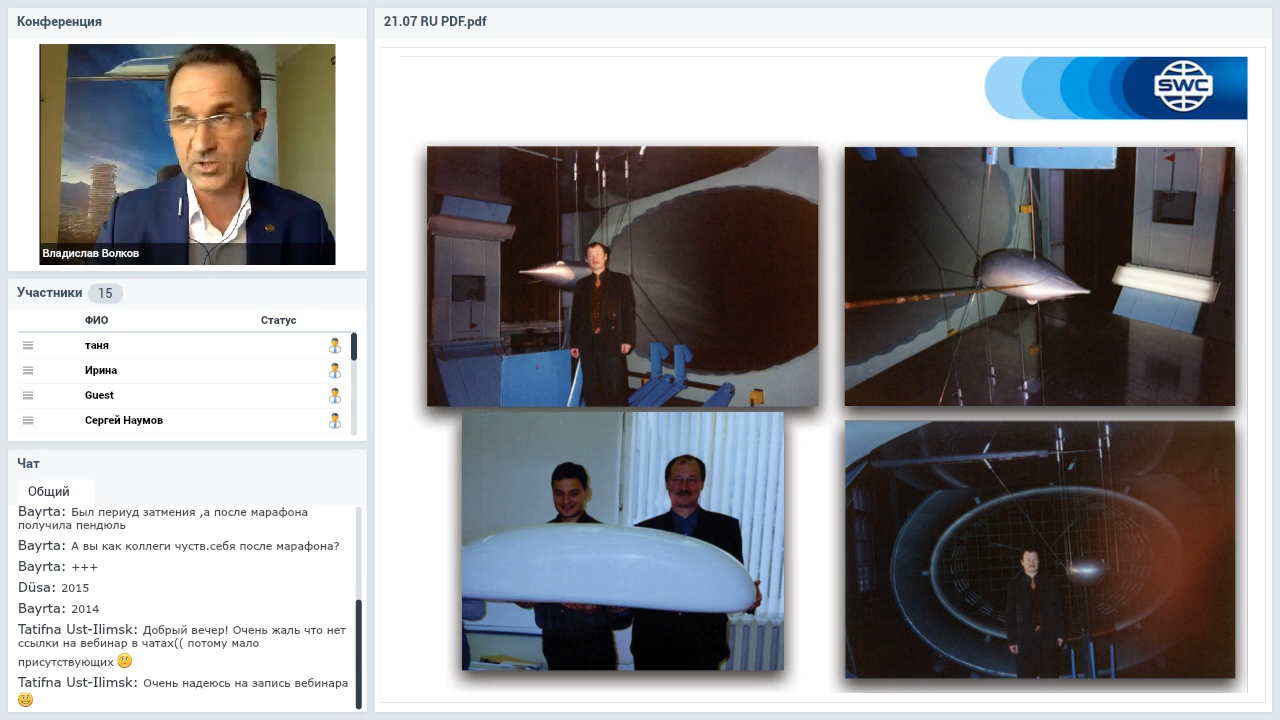 Конференция
Владислав Волков
Участники 15
ФИО Статус
таня
Ирина
Guest
Сергей Наумов
Чат
Общий
Bayrta: Был периуд затмения ,а после марафона
получила пендюль
Bayrta: А вы как коллеги чуств.себя после марафона?
Bayrta: +++
Düsa: 2015
Bayrta: 2014
Tatifna Ust-Ilimsk: Добрый вечер! Очень жаль что нет
ссылки на вебинар в чатах(( потому мало
присутствующих
Tatifna Ust-Ilimsk: Очень надеюсь на запись вебинара
21.07 RU PDF.pdf
SWC